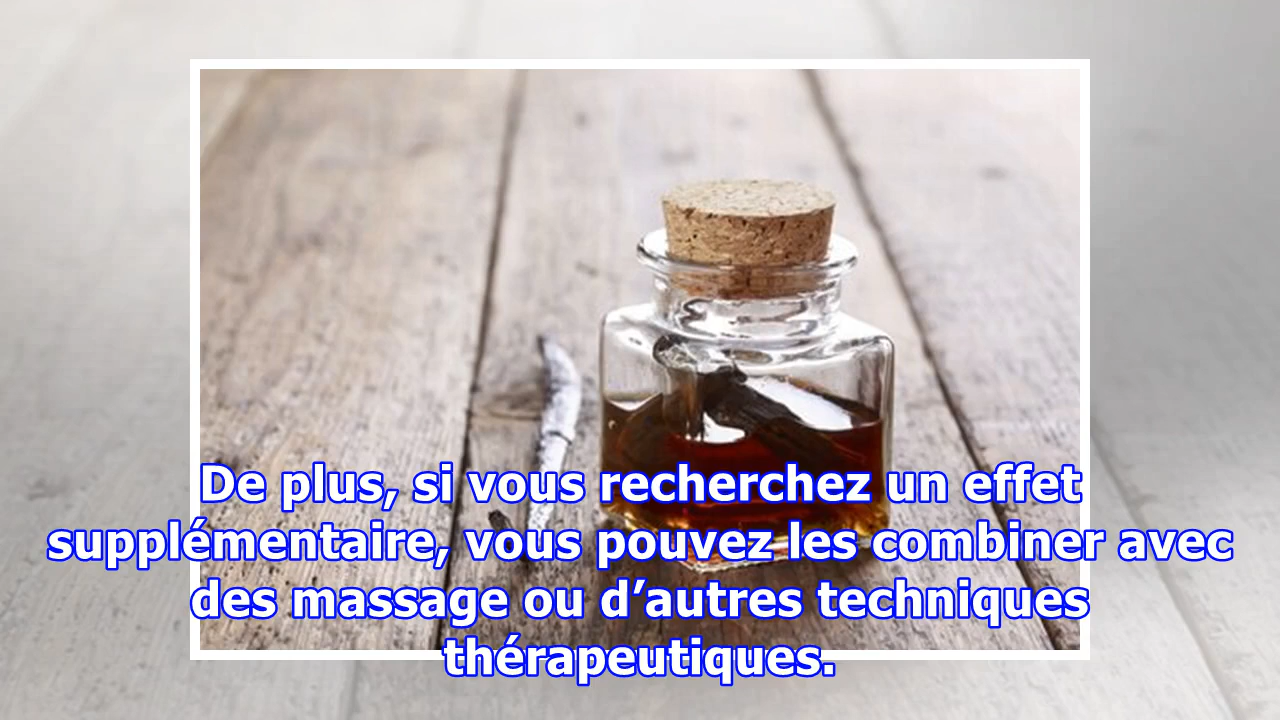 De plus, si vous recherchez un effet
supplémentaire, vous pouvez les combiner avec
des massage ou d’autres techniques
thérapeutiques.